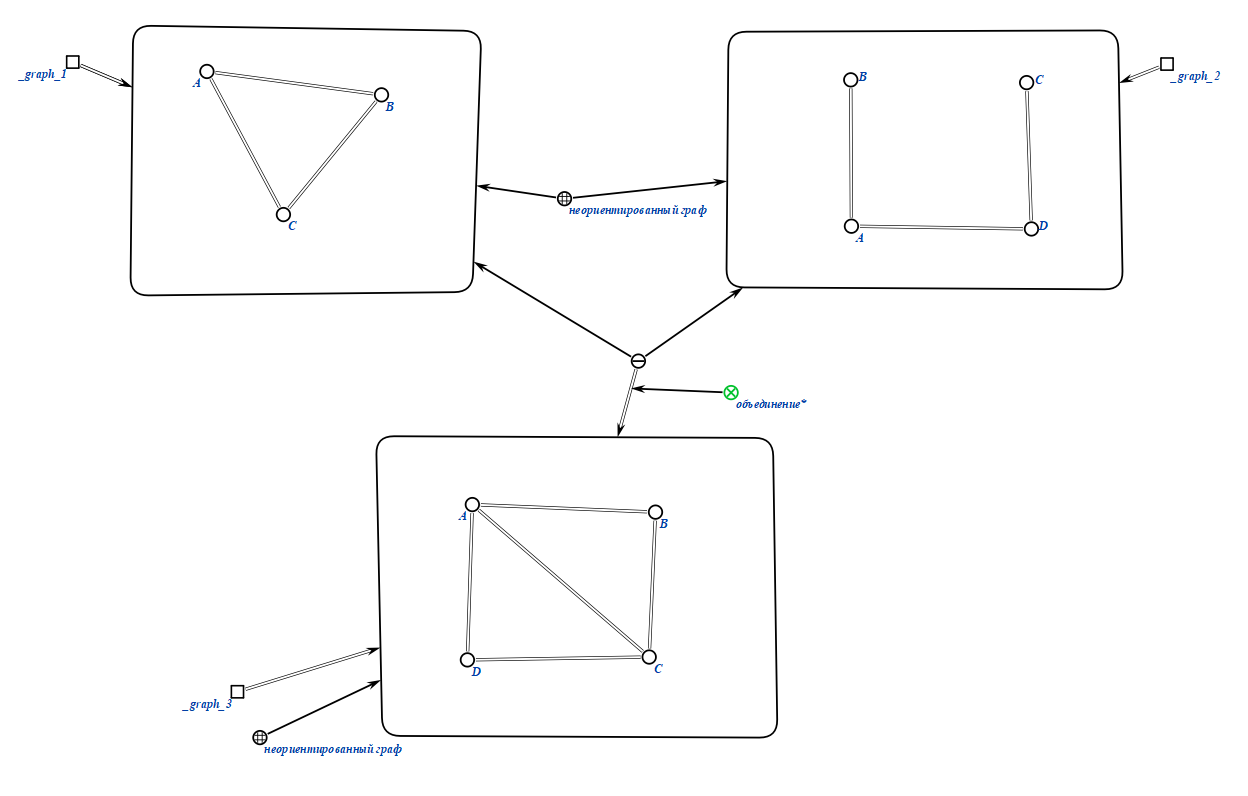 _graph_1
A
B
C
B
C
A
D
_graph_2
неориентированный граф
объединение*
A
B
D
C
_graph_3
неориентированный граф